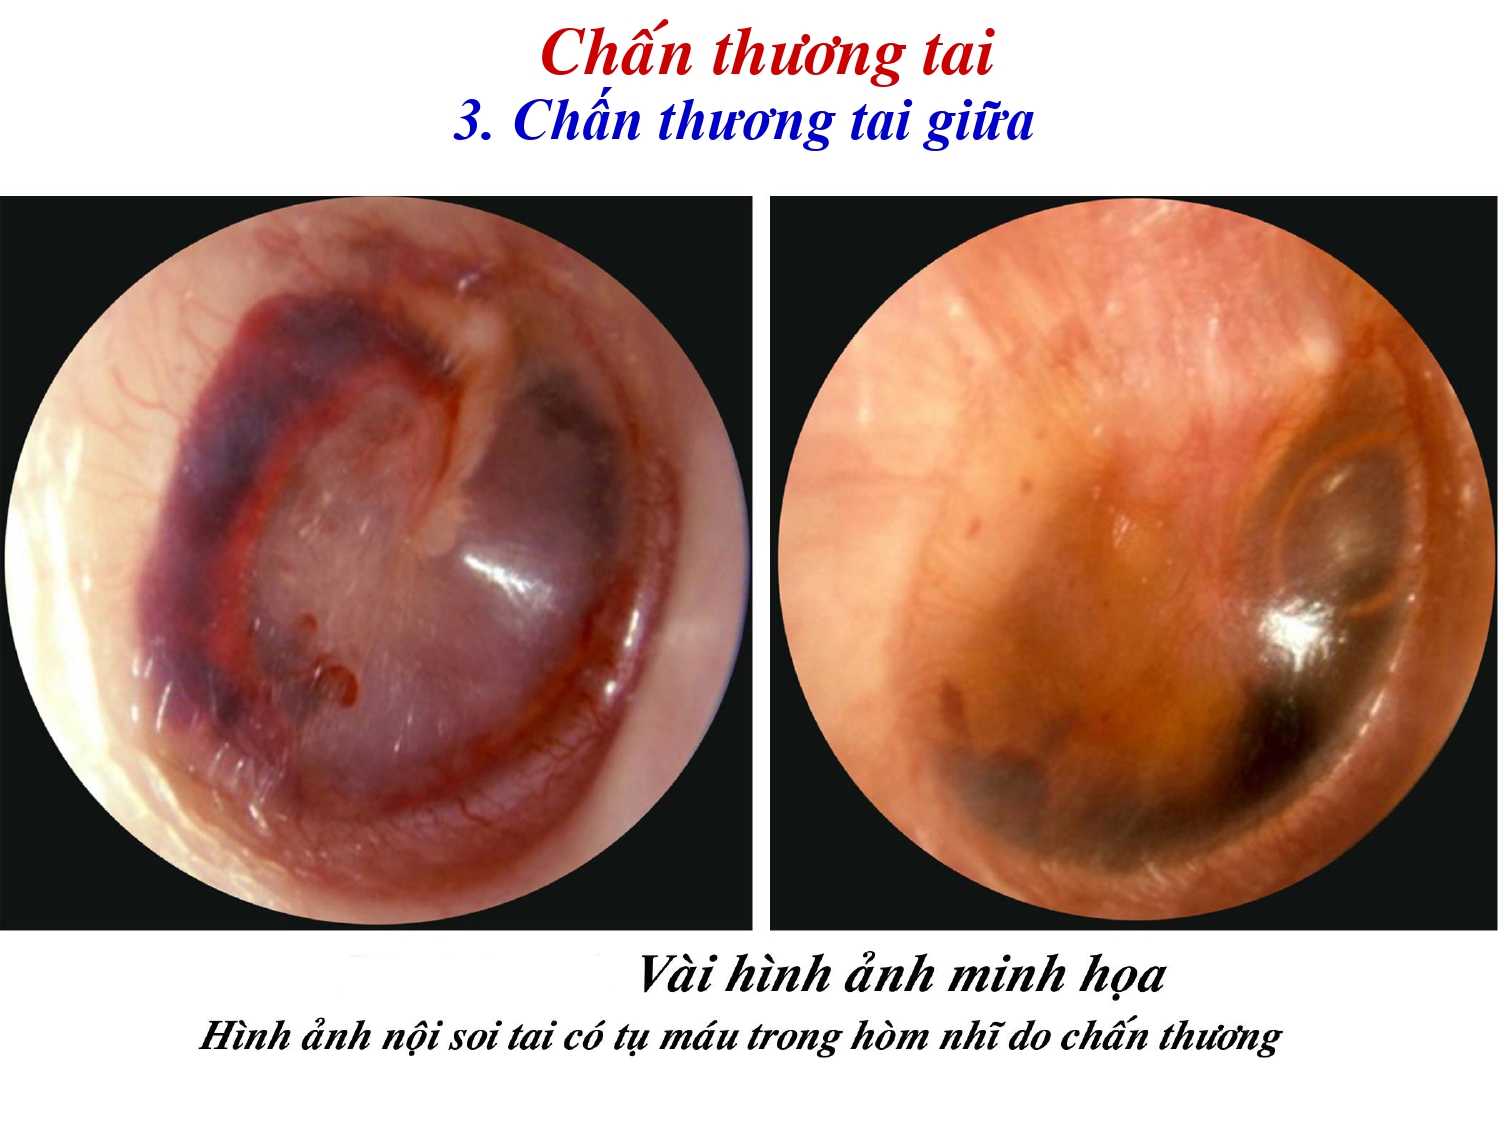 Chấn thương tai
3. Chấn thương tai giữa
Vài hình ảnh minh họa
Hình ảnh nội soi tai có tụ máu trong hòm nhĩ do chấn thương